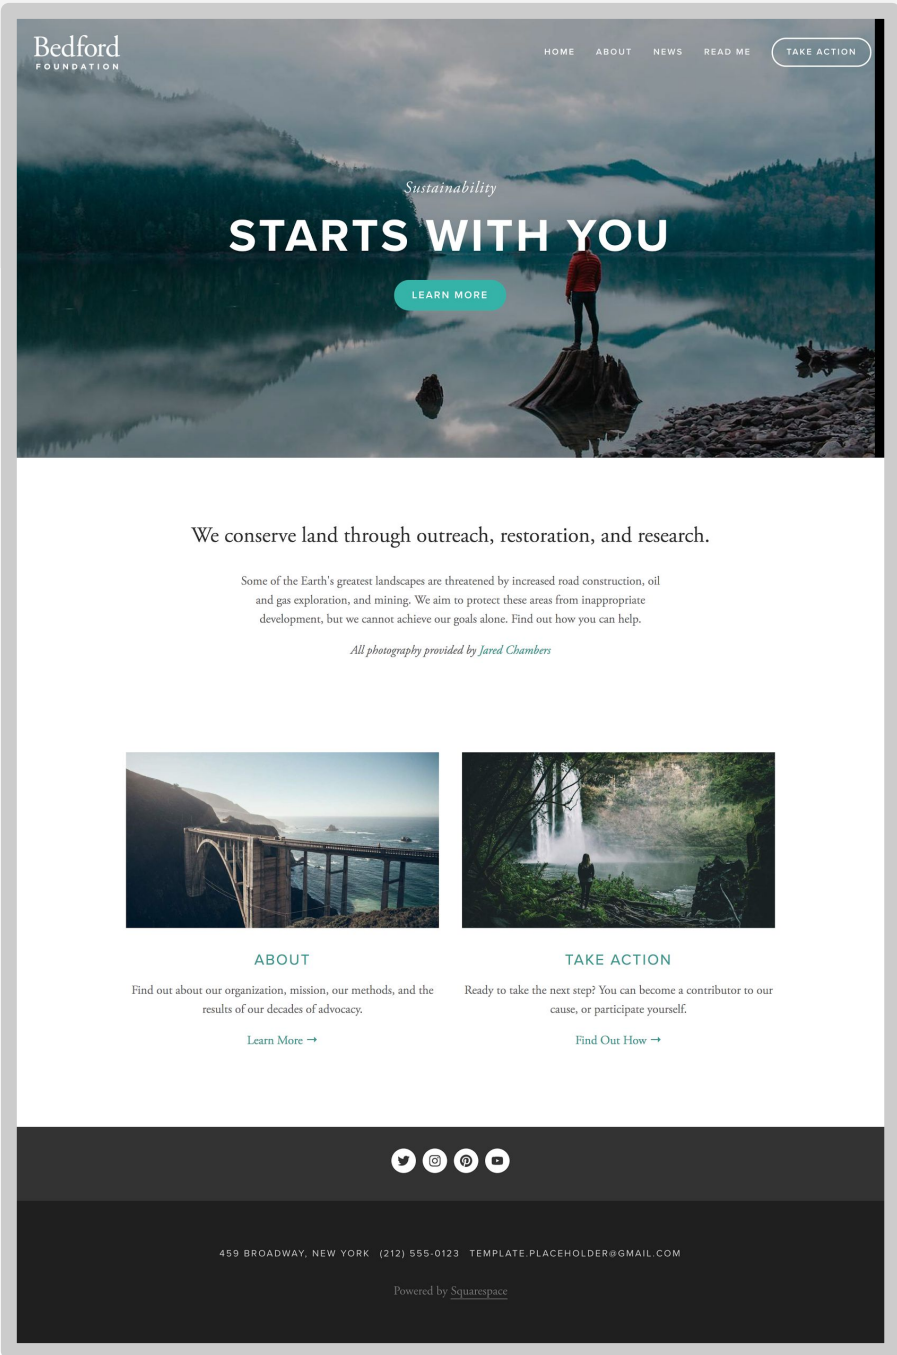 Bedford
FOUNDATION
HOME ABOUT NEWS READ ME TAKE ACTION
Sustainability
STARTS WITH YOU
LEARN MORE
We conserve land through outreach, restoration, and research.
Some of the Earth's greatest landscapes are threatened by increased road construction, oil
and gas exploration, and mining. We aim to protect these areas from inappropriate
development, but we cannot achieve our goals alone. Find out how you can help.
All photography provided by Jared Chambers
ABOUT
Find out about our organization, mission, our methods, and the
results of our decades of advocacy.
Learn More →
TAKE ACTION
Ready to take the next step? You can become a contributor to our
cause, or participate yourself.
Find Out How →
459 BROADWAY, NEW YORK (212) 555-0123 TEMPLATE.PLACEHOLDER@GMAIL.COM
Powered by Squarespace